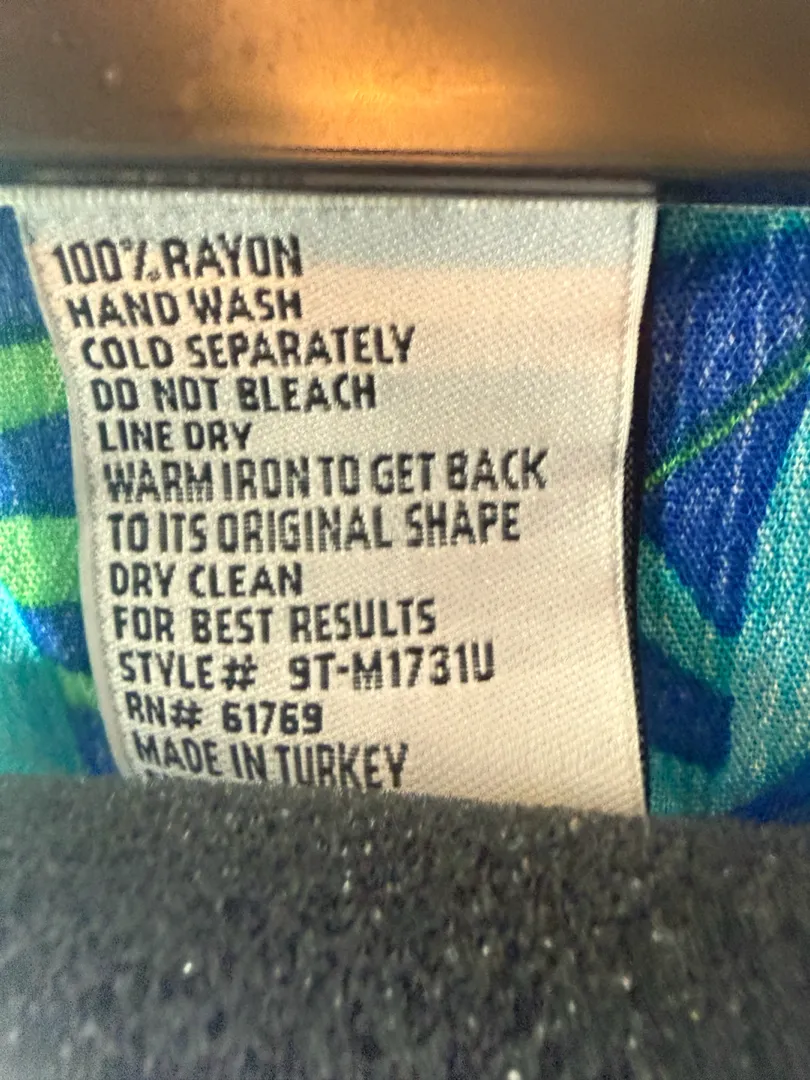 100% RAYON
HAND WASH
COLD SEPARATELY
DO NOT BLEACH
LINE DRY
WARM IRON TO GET BACK
TO ITS ORIGINAL SHAPE
DRY CLEAN
FOR BEST RESULTS
STYLE# 9T-M1731U
RN# 61769
MADE IN TURKEY